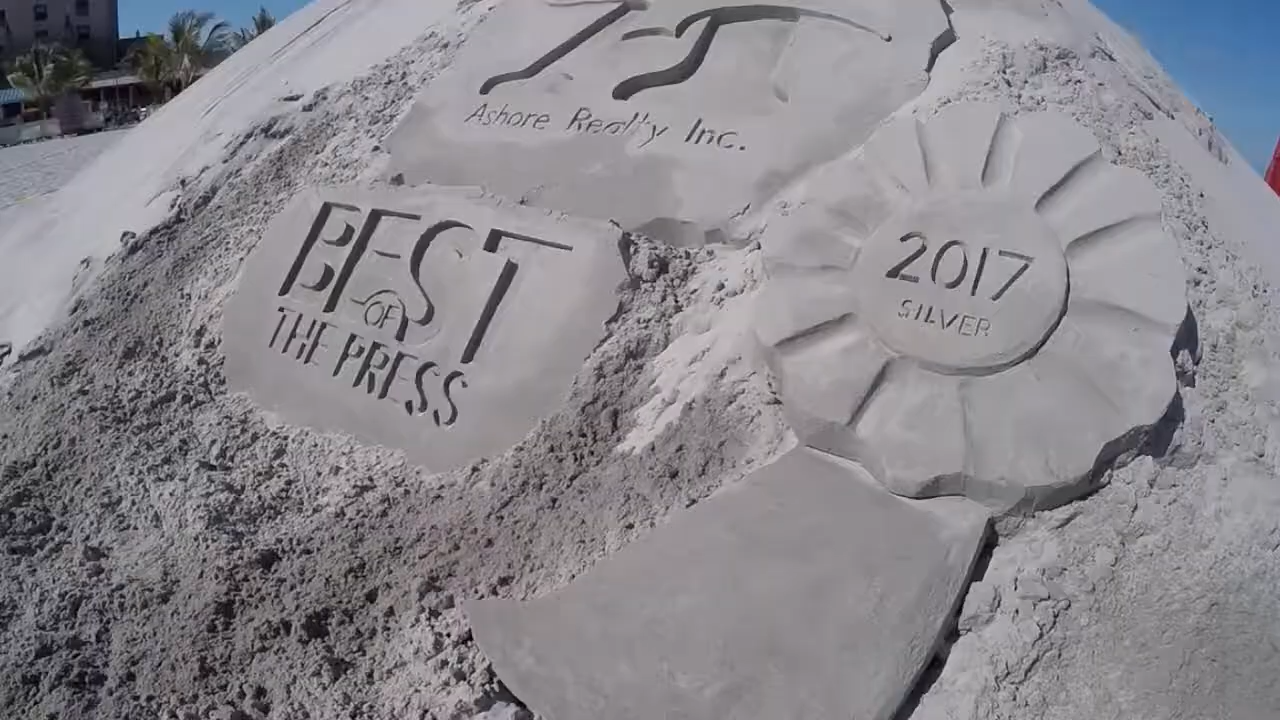 Ashore Realty Inc.
BEST
OF
THE PRESS
2017
SILVER